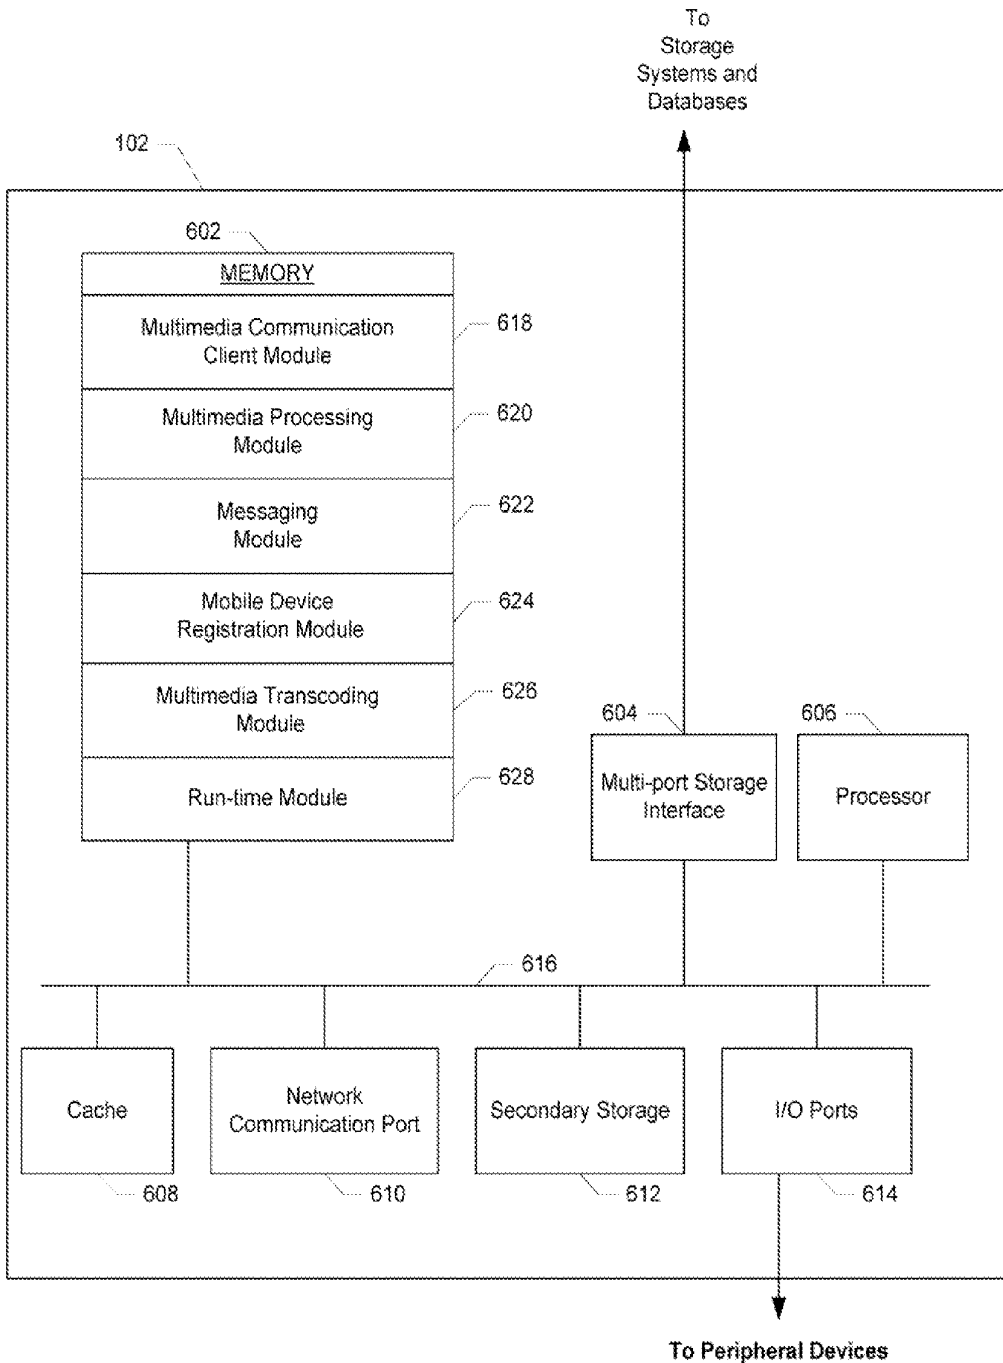 To
Storage
Systems and
Databases
102
602
MEMORY
Multimedia Communication
Client Module
618
Multimedia Processing
Module
620
Messaging
Module
622
Mobile Device
Registration Module
624
Multimedia Transcoding
Module
626
Run-time Module
628
604
Multi-port Storage
Interface
606
Processor
616
Cache
608
Network
Communication Port
610
Secondary Storage
612
I/O Ports
614
To Peripheral Devices